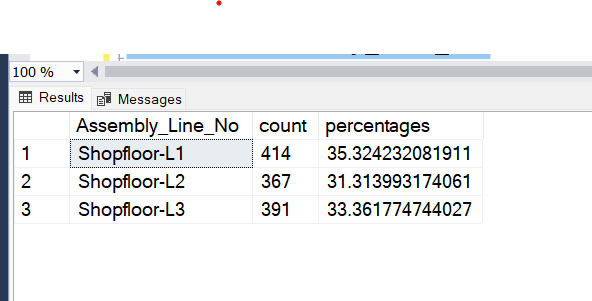 100 %
Results Messages
Assembly_Line_No count percentages
1 Shopfloor-L1 414 35.324232081911
2 Shopfloor-L2 367 31.313993174061
3 Shopfloor-L3 391 33.361774744027